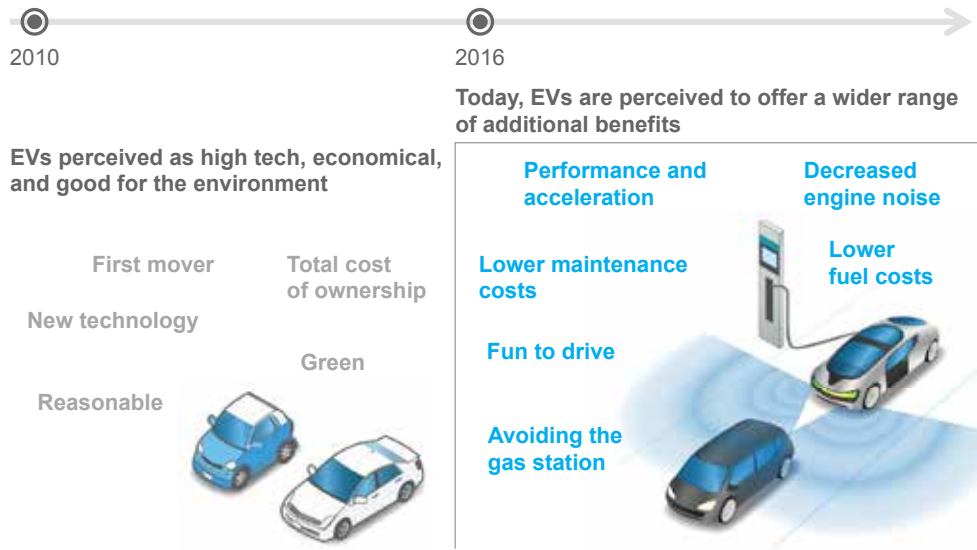 2010
2016
EVs perceived as high tech, economical,
and good for the environment
First mover
Total cost
of ownership
New technology
Green
Reasonable
Today, EVs are perceived to offer a wider range
of additional benefits
Performance and
acceleration
Decreased
engine noise
Lower maintenance
costs
Lower
fuel costs
Fun to drive
Avoiding the
gas station